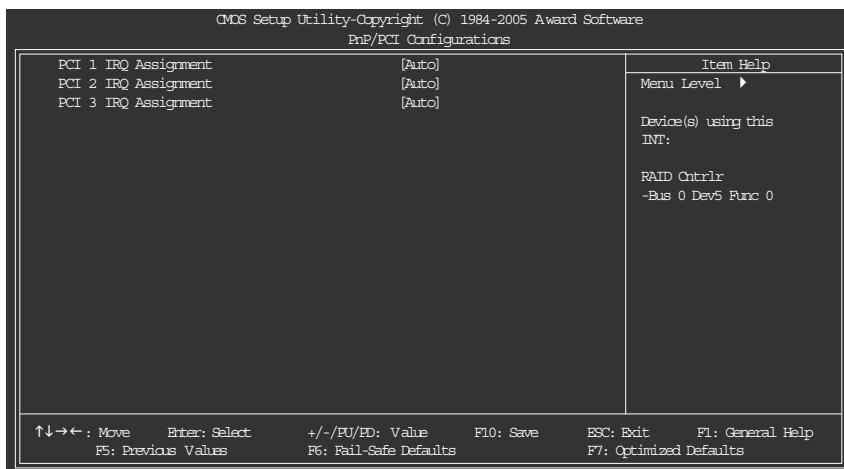 CMOS Setup Utility-Copyright (C) 1984-2005 Award Software
PnP/PCI Configurations
PCI 1 IRQ Assignment [Auto]
PCI 2 IRQ Assignment [Auto]
PCI 3 IRQ Assignment [Auto]
Item Help
Menu Level ▶
Device(s) using this
INT:
RAID Cntrlr
-Bus 0 Dev5 Func 0
↑↓→←: Move Enter: Select +/-/PU/PD: Value F10: Save ESC: Exit F1: General Help
F5: Previous Values F6: Fail-Safe Defaults F7: Optimized Defaults